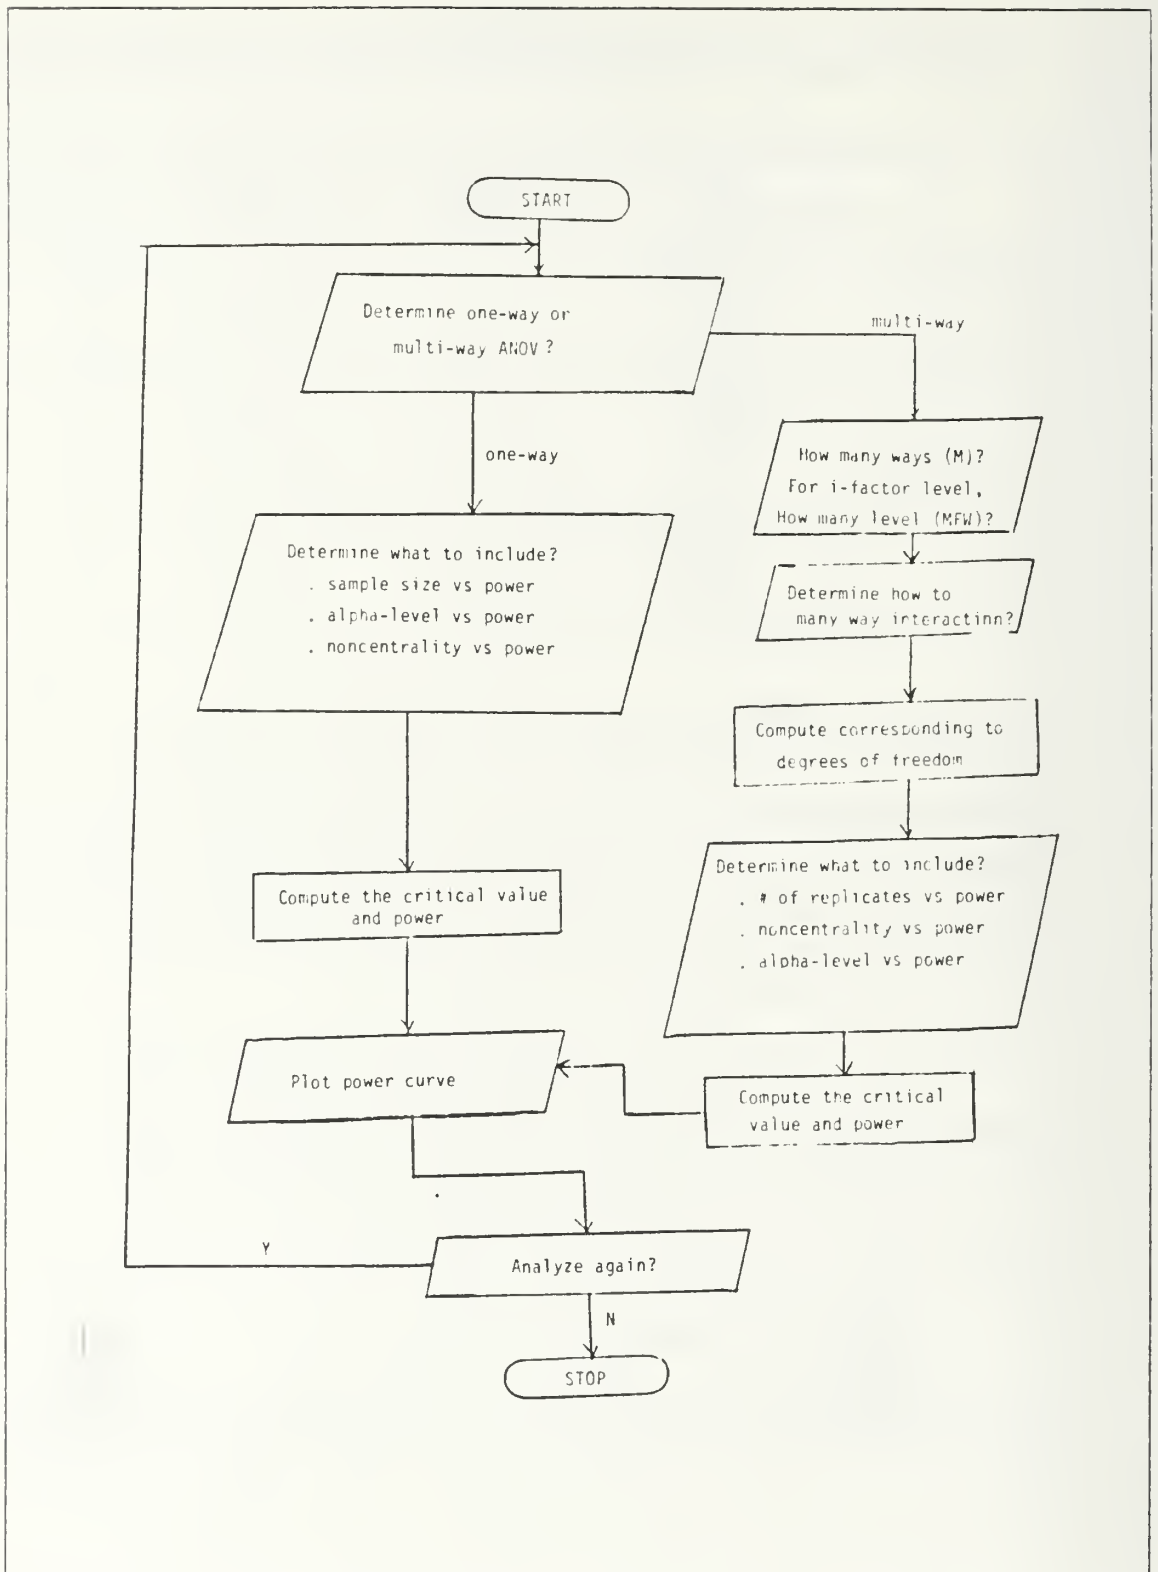 START
Determine one-way or
multi-way ANOV ?
multi-way
one-way
How many ways (M)?
For i-factor level,
How many level (MFW)?
Determine how to
many way interactinn?
Determine what to include?
. sample size vs power
. alpha-level vs power
. noncentrality vs power
Compute corresponding to
degrees of freedom
Determine what to include?
. # of replicates vs power
. noncentrality vs power
. alpha-level vs power
Compute the critical value
and power
Plot power curve
Compute the critical
value and power
Y
Analyze again?
N
STOP